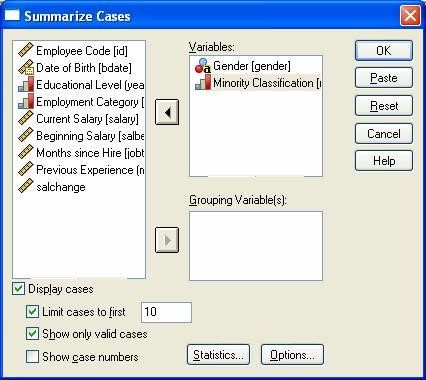 Summarize Cases
Employee Code [id]
Date of Birth [bdate]
Educational Level (yea
Employment Category [
Current Salary [salary]
Beginning Salary [salbe
Months since Hire [jobt
Previous Experience (n
salchange
Variables:
Gender [gender]
Minority Classification [r
Grouping Variable(s):
OK
Paste
Reset
Cancel
Help
Display cases
Limit cases to first 10
Show only valid cases
Show case numbers
Statistics...
Options...